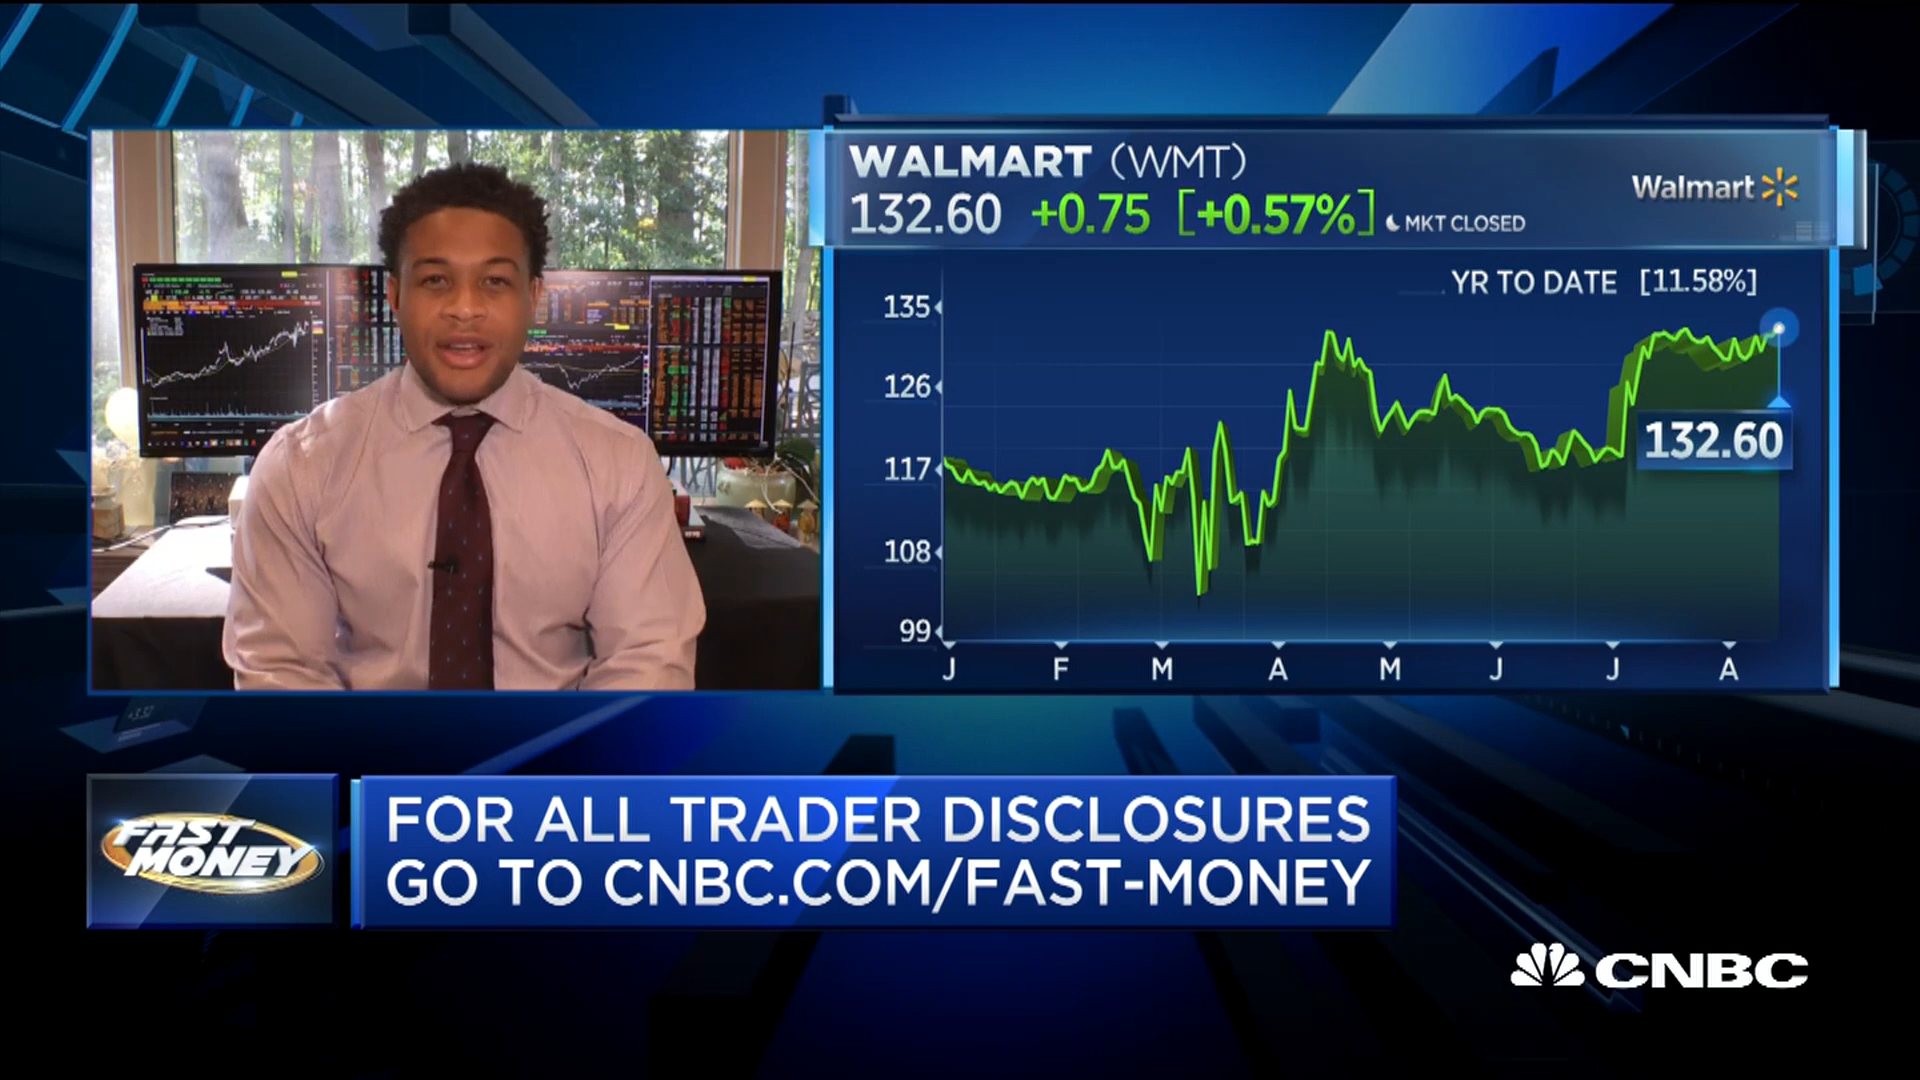 WALMART (WMT)
132.60 +0.75 [+0.57%] MKT CLOSED
Walmart
YR TO DATE [11.58%]
135
126
117
108
99
132.60
J F M A M J J A
FAST MONEY
FOR ALL TRADER DISCLOSURES
GO TO CNBC.COM/FAST-MONEY
CNBC